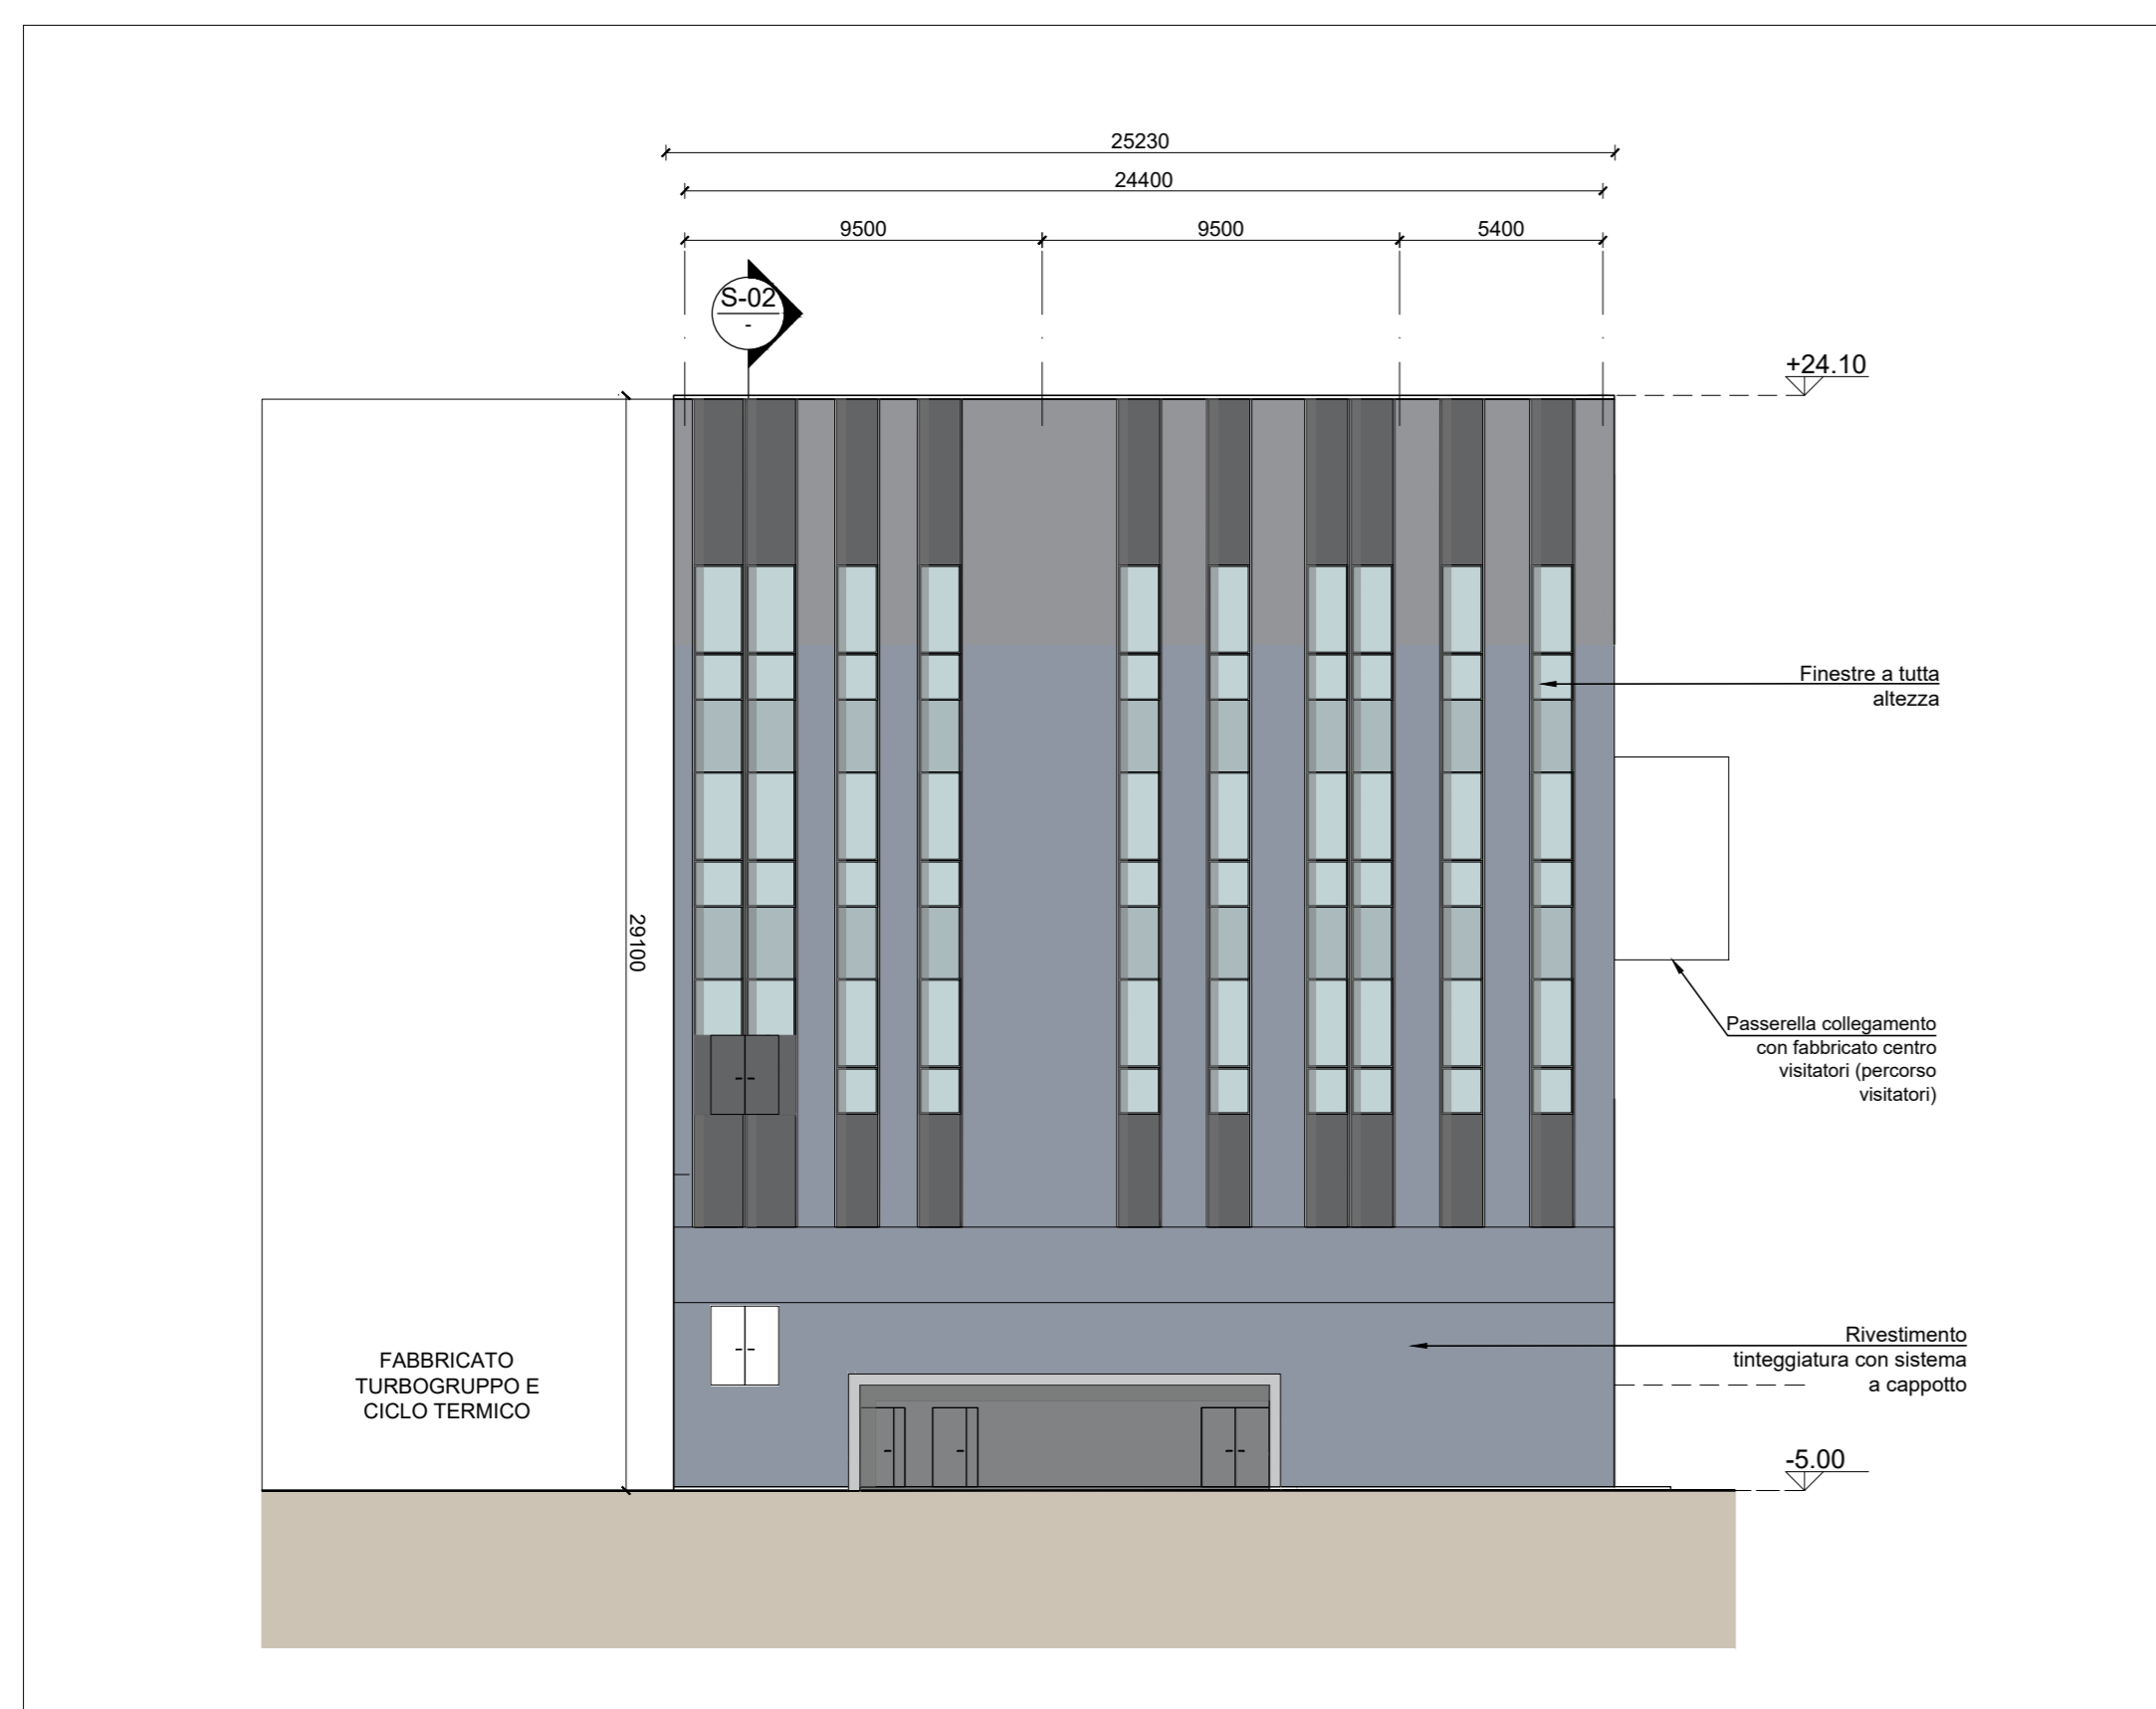 25230
24400
9500
9500
5400
S-02
-
+24.10
Finestre a tutta
altezza
29100
Passerella collegamento
con fabbricato centro
visitatori (percorso
visitatori)
Rivestimento
tinteggiatura con sistema
a cappotto
FABBRICATO
TURBOGRUPPO E
CICLO TERMICO
-5.00